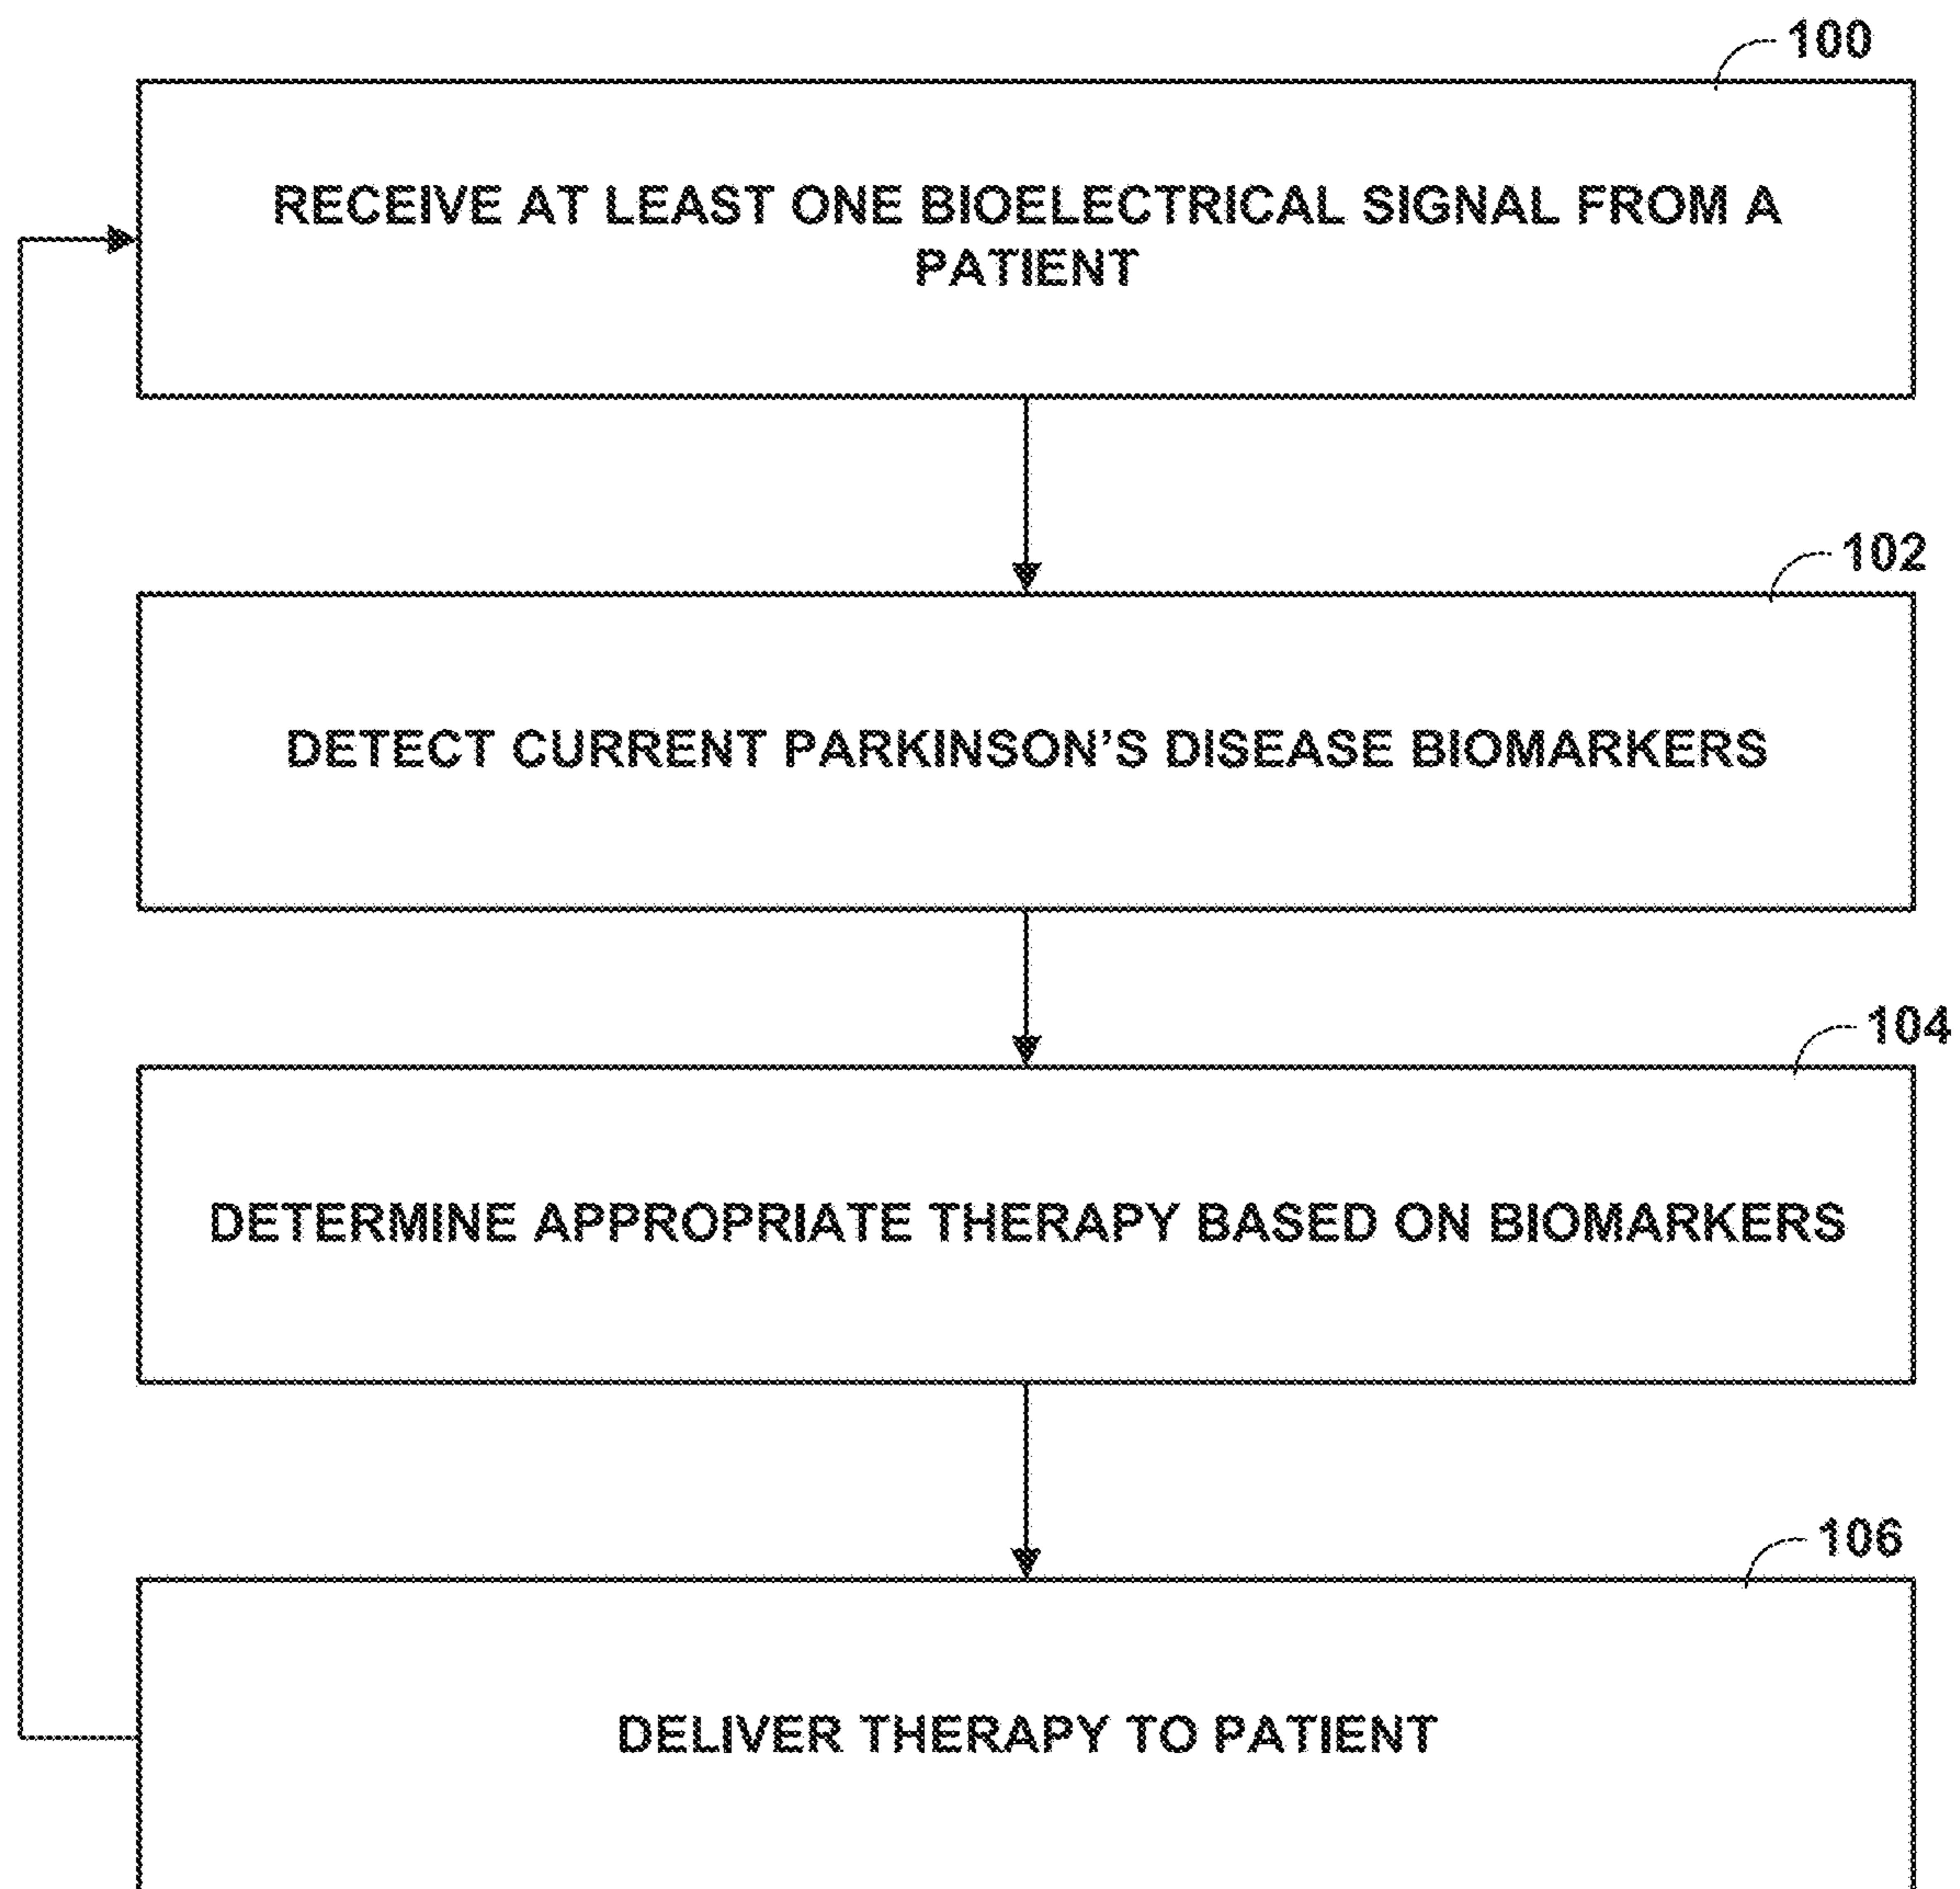 100
RECEIVE AT LEAST ONE BIOELECTRICAL SIGNAL FROM A
PATIENT
102
DETECT CURRENT PARKINSON'S DISEASE BIOMARKERS
104
DETERMINE APPROPRIATE THERAPY BASED ON BIOMARKERS
106
DELIVER THERAPY TO PATIENT